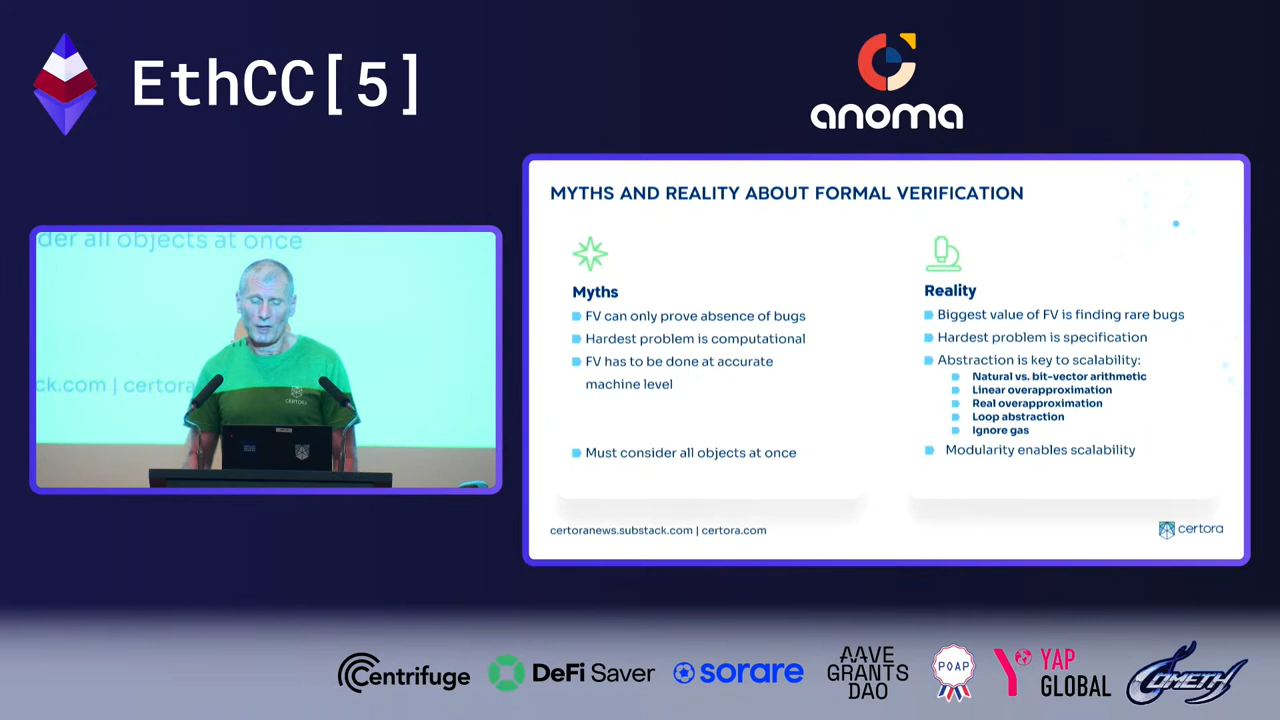 EthCC[5]
anoma
der all objects at once
ck.com | certora
CERTORA
MYTHS AND REALITY ABOUT FORMAL VERIFICATION
Myths
FV can only prove absence of bugs
Hardest problem is computational
FV has to be done at accurate
machine level
Must consider all objects at once
Reality
Biggest value of FV is finding rare bugs
Hardest problem is specification
Abstraction is key to scalability:
Natural vs. bit-vector arithmetic
Linear overapproximation
Real overapproximation
Loop abstraction
Ignore gas
Modularity enables scalability
certoranews.substack.com | certora.com
certora
Centrifuge
DeFi Saver
sorare
AAVE
GRANTS
DAO
POAP
YAP
GLOBAL
COMETH